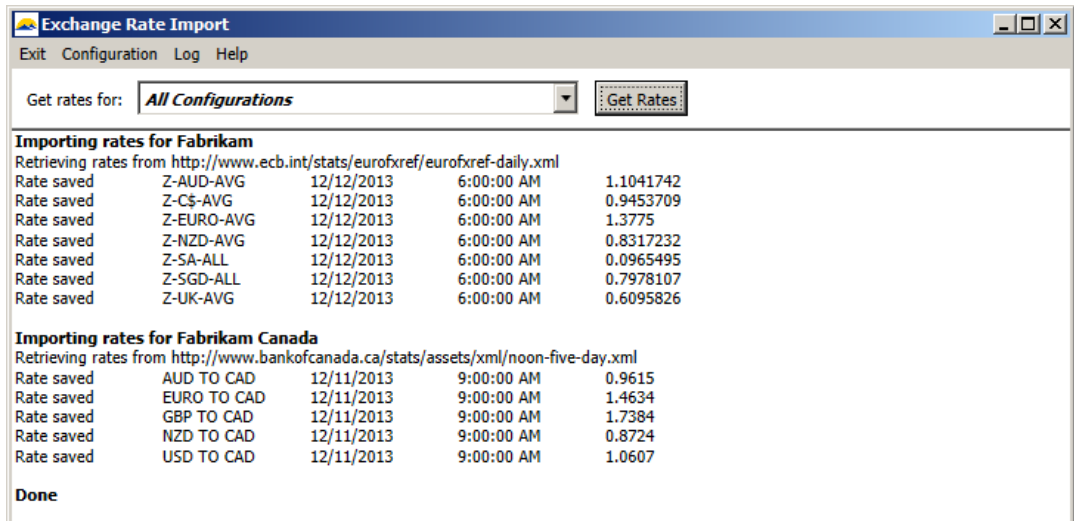 Exchange Rate Import
Exit Configuration Log Help
Get rates for: All Configurations Get Rates
Importing rates for Fabrikam
Retrieving rates from http://www.ecb.int/stats/eurofxref/eurofxref-daily.xml
Rate saved Z-AUD-AVG 12/12/2013 6:00:00 AM 1.1041742
Rate saved Z-C$-AVG 12/12/2013 6:00:00 AM 0.9453709
Rate saved Z-EURO-AVG 12/12/2013 6:00:00 AM 1.3775
Rate saved Z-NZD-AVG 12/12/2013 6:00:00 AM 0.8317232
Rate saved Z-SA-ALL 12/12/2013 6:00:00 AM 0.0965495
Rate saved Z-SGD-ALL 12/12/2013 6:00:00 AM 0.7978107
Rate saved Z-UK-AVG 12/12/2013 6:00:00 AM 0.6095826
Importing rates for Fabrikam Canada
Retrieving rates from http://www.bankofcanada.ca/stats/assets/xml/noon-five-day.xml
Rate saved AUD TO CAD 12/11/2013 9:00:00 AM 0.9615
Rate saved EURO TO CAD 12/11/2013 9:00:00 AM 1.4634
Rate saved GBP TO CAD 12/11/2013 9:00:00 AM 1.7384
Rate saved NZD TO CAD 12/11/2013 9:00:00 AM 0.8724
Rate saved USD TO CAD 12/11/2013 9:00:00 AM 1.0607
Done